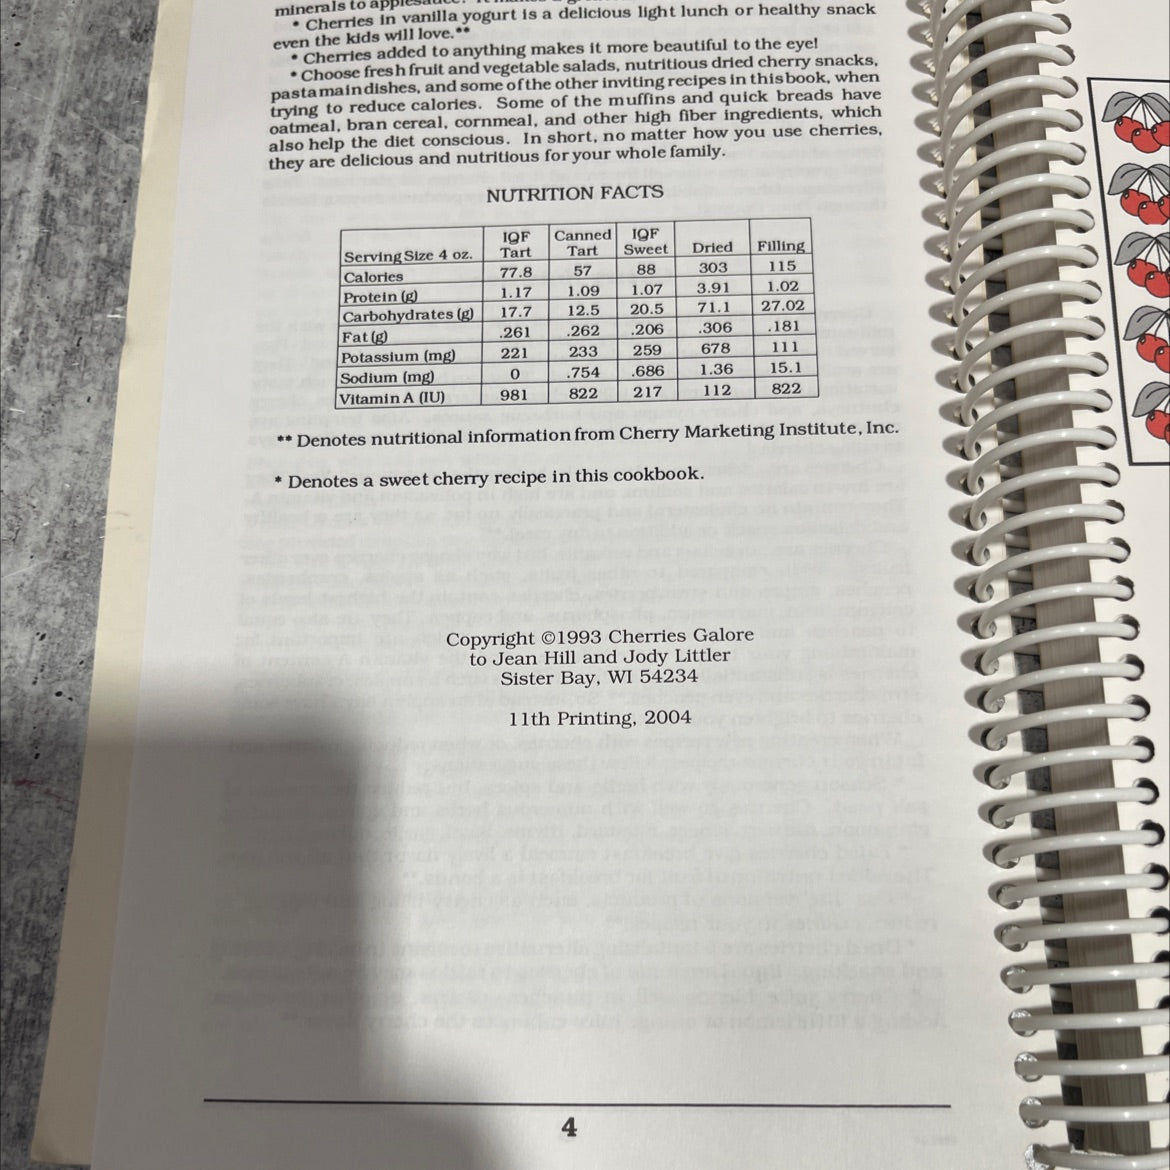 minerals to applesauce.
• Cherries in vanilla yogurt is a delicious light lunch or healthy snack
even the kids will love.**
• Cherries added to anything makes it more beautiful to the eye!
• Choose fresh fruit and vegetable salads, nutritious dried cherry snacks,
pasta main dishes, and some of the other inviting recipes in this book, when
trying to reduce calories. Some of the muffins and quick breads have
oatmeal, bran cereal, cornmeal, and other high fiber ingredients, which
also help the diet conscious. In short, no matter how you use cherries,
they are delicious and nutritious for your whole family.
NUTRITION FACTS
Serving Size 4 oz. IQF Tart Canned Tart IQF Sweet Dried Filling
Calories 77.8 57 88 303 115
Protein (g) 1.17 1.09 1.07 3.91 1.02
Carbohydrates (g) 17.7 12.5 20.5 71.1 27.02
Fat (g) .261 .262 .206 .306 .181
Potassium (mg) 221 233 259 678 111
Sodium (mg) 0 .754 .686 1.36 15.1
Vitamin A (IU) 981 822 217 112 822
** Denotes nutritional information from Cherry Marketing Institute, Inc.
* Denotes a sweet cherry recipe in this cookbook.
Copyright ©1993 Cherries Galore
to Jean Hill and Jody Littler
Sister Bay, WI 54234
11th Printing, 2004
4